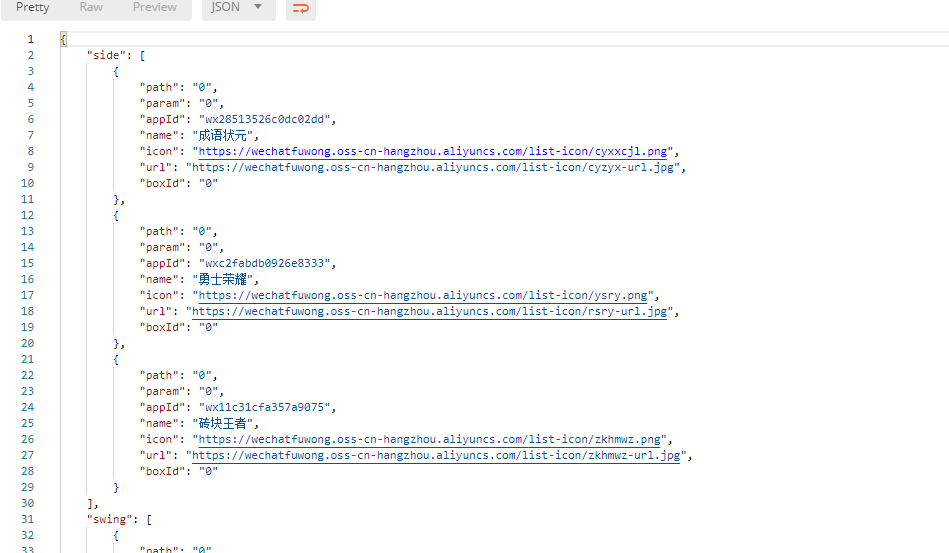 Pretty Raw Preview JSON
1 {
2 "side": [
3 {
4 "path": "0",
5 "param": "0",
6 "appId": "wx28513526c0dc02dd",
7 "name": "成语状元",
8 "icon": "https://wechatfuwong.oss-cn-hangzhou.aliyuncs.com/list-icon/cyxxcjl.png",
9 "url": "https://wechatfuwong.oss-cn-hangzhou.aliyuncs.com/list-icon/cyzyx-url.jpg",
10 "boxId": "0"
11 },
12 {
13 "path": "0",
14 "param": "0",
15 "appId": "wxc2fabdb0926e8333",
16 "name": "勇士荣耀",
17 "icon": "https://wechatfuwong.oss-cn-hangzhou.aliyuncs.com/list-icon/ysry.png",
18 "url": "https://wechatfuwong.oss-cn-hangzhou.aliyuncs.com/list-icon/rsry-url.jpg",
19 "boxId": "0"
20 },
21 {
22 "path": "0",
23 "param": "0",
24 "appId": "wx11c31cfa357a9075",
25 "name": "砖块王者",
26 "icon": "https://wechatfuwong.oss-cn-hangzhou.aliyuncs.com/list-icon/zkhmwz.png",
27 "url": "https://wechatfuwong.oss-cn-hangzhou.aliyuncs.com/list-icon/zkhmwz-url.jpg",
28 "boxId": "0"
29 }
30 ],
31 "swing": [
32 {
33 "path": "0"